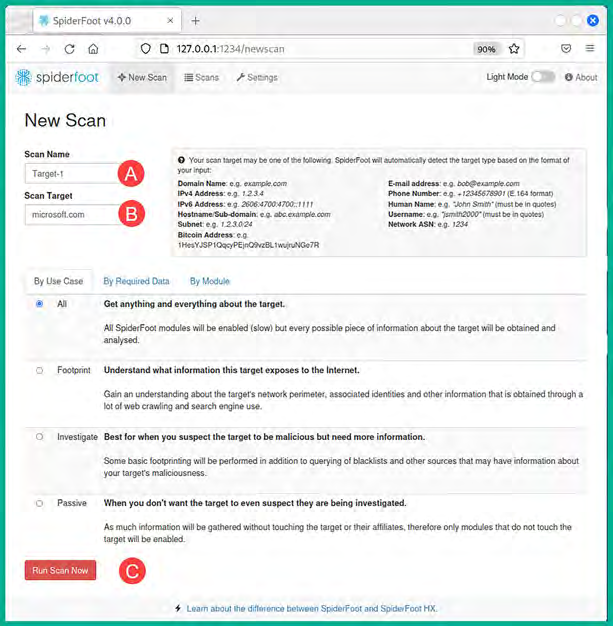 SpiderFoot v4.0.0
127.0.0.1:1234/newscan
90%
spiderfoot
New Scan
Scans
Settings
Light Mode
About
New Scan
Scan Name
Target-1
A
Scan Target
microsoft.com
B
Your scan target may be one of the following. SpiderFoot will automatically detect the target type based on the format of
your input:
Domain Name: e.g. example.com
IPv4 Address: e.g. 1.2.3.4
IPv6 Address: e.g. 2606:4700:4700::1111
Hostname/Sub-domain: e.g. abc.example.com
Subnet: e.g. 1.2.3.0/24
Bitcoin Address: e.g.
1HesYJSP1QqcyPEjnQ9vzBL1wujruNGe7R
E-mail address: e.g. bob@example.com
Phone Number: e.g. +12345678901 (E.164 format)
Human Name: e.g. "John Smith" (must be in quotes)
Username: e.g. "jsmith2000" (must be in quotes)
Network ASN: e.g. 1234
By Use Case
By Required Data
By Module
All
Get anything and everything about the target.
All SpiderFoot modules will be enabled (slow) but every possible piece of information about the target will be obtained and
analysed.
Footprint
Understand what information this target exposes to the Internet.
Gain an understanding about the target's network perimeter, associated identities and other information that is obtained through a
lot of web crawling and search engine use.
Investigate
Best for when you suspect the target to be malicious but need more information.
Some basic footprinting will be performed in addition to querying of blacklists and other sources that may have information about
your target's maliciousness.
Passive
When you don't want the target to even suspect they are being investigated.
As much information will be gathered without touching the target or their affiliates, therefore only modules that do not touch the
target will be enabled.
Run Scan Now
C
Learn about the difference between SpiderFoot and SpiderFoot HX.